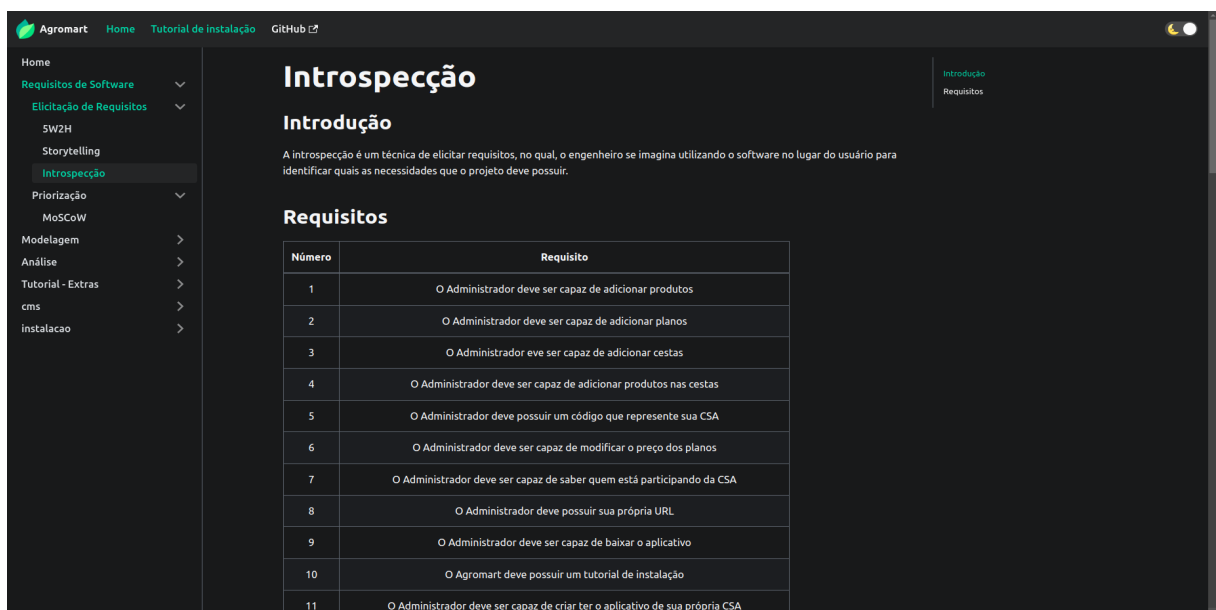 Agromart Home Tutorial de instalação GitHub
Home
Requisitos de Software
Elicitação de Requisitos
5W2H
Storytelling
Introspecção
Priorização
MoSCoW
Modelagem
Análise
Tutorial - Extras
cms
instalacao
Introspecção
Introdução
A introspecção é um técnica de elicitar requisitos, no qual, o engenheiro se imagina utilizando o software no lugar do usuário para
identificar quais as necessidades que o projeto deve possuir.
Requisitos
Número Requisito
1 O Administrador deve ser capaz de adicionar produtos
2 O Administrador deve ser capaz de adicionar planos
3 O Administrador eve ser capaz de adicionar cestas
4 O Administrador deve ser capaz de adicionar produtos nas cestas
5 O Administrador deve possuir um código que represente sua CSA
6 O Administrador deve ser capaz de modificar o preço dos planos
7 O Administrador deve ser capaz de saber quem está participando da CSA
8 O Administrador deve possuir sua própria URL
9 O Administrador deve ser capaz de baixar o aplicativo
10 O Agromart deve possuir um tutorial de instalação
11 O Administrador deve ser capaz de criar ter o aplicativo de sua própria CSA
Introdução
Requisitos